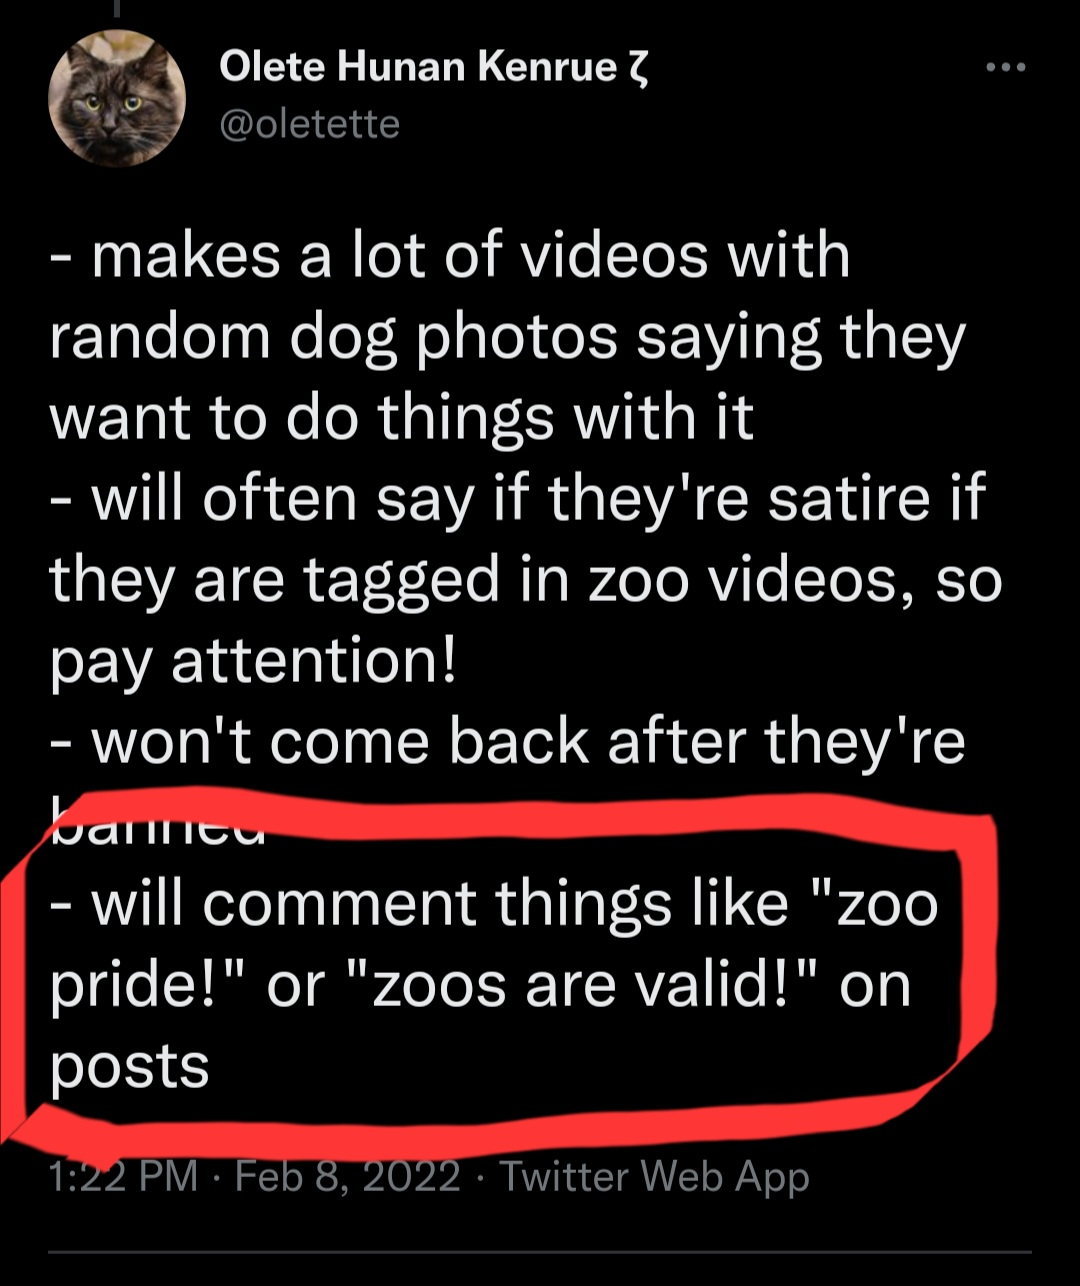 Olete Hunan Kenrue ζ
@oletette
- makes a lot of videos with
random dog photos saying they
want to do things with it
- will often say if they're satire if
they are tagged in zoo videos, so
pay attention!
- won't come back after they're
banned
- will comment things like "zoo
pride!" or "zoos are valid!" on
posts
1:22 PM · Feb 8, 2022 · Twitter Web App